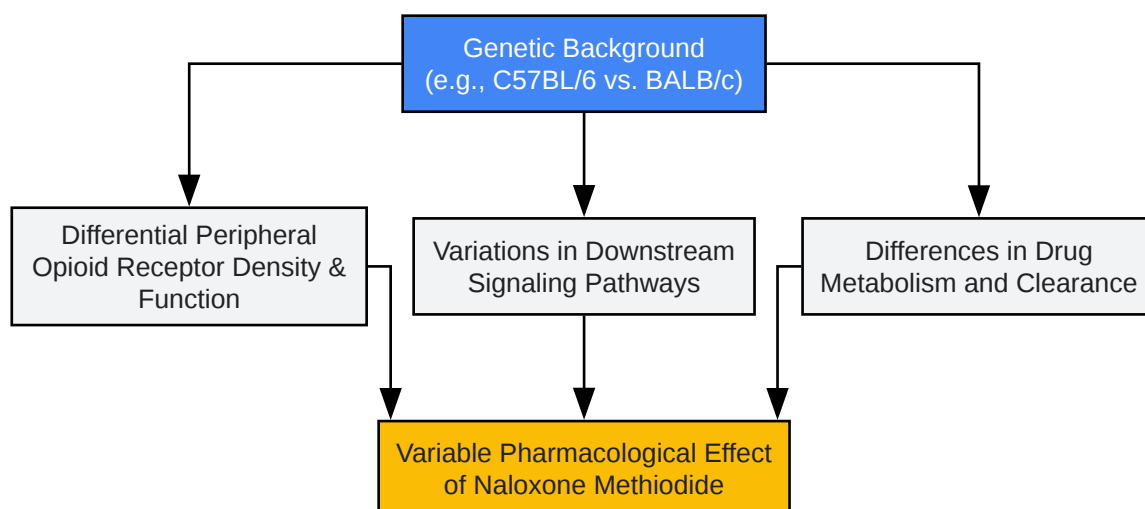 Genetic Background
(e.g., C57BL/6 vs. BALB/c)
Differential Peripheral
Opioid Receptor Density &
Function
Variations in Downstream
Signaling Pathways
Differences in Drug
Metabolism and Clearance
Variable Pharmacological Effect
of Naloxone Methiodide